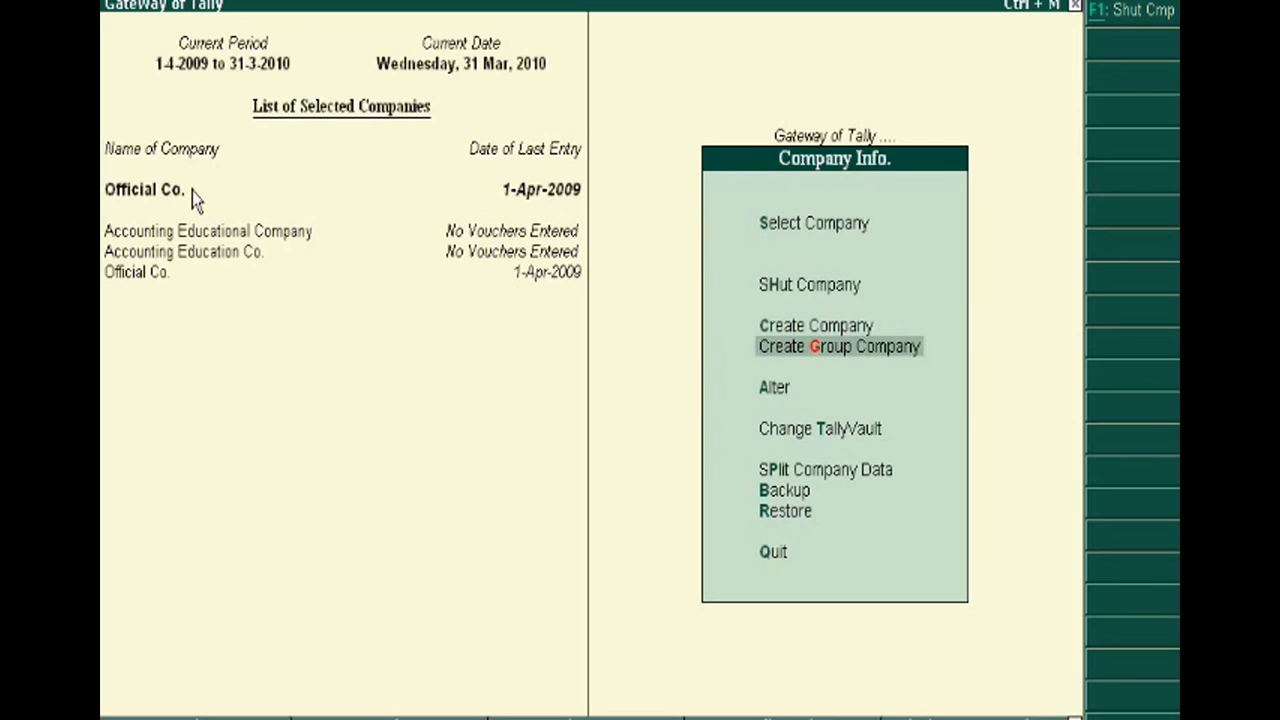 Gateway of Tally
Ctrl + M
F1: Shut Cmp
Current Period
Current Date
1-4-2009 to 31-3-2010
Wednesday, 31 Mar, 2010
List of Selected Companies
Name of Company
Date of Last Entry
Official Co.
1-Apr-2009
Accounting Educational Company
No Vouchers Entered
Accounting Education Co.
No Vouchers Entered
Official Co.
1-Apr-2009
Gateway of Tally ....
Company Info.
Select Company
SHut Company
Create Company
Create Group Company
Alter
Change TallyVault
SPlit Company Data
Backup
Restore
Quit